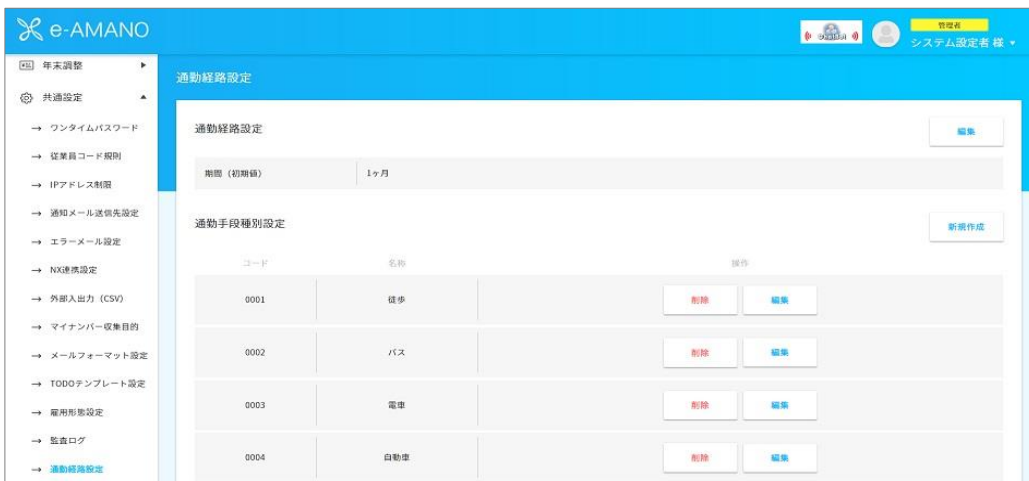 e-AMANO
管理者
システム設定者 様
年末調整
共通設定
→ ワンタイムパスワード
→ 従業員コード規則
→ IPアドレス制限
→ 通知メール送信先設定
→ エラーメール設定
→ NX連携設定
→ 外部入出力（CSV）
→ マイナンバー収集目的
→ メールフォーマット設定
→ TODOテンプレート設定
→ 雇用形態設定
→ 監査ログ
→ 通勤経路設定
通勤経路設定
通勤経路設定
編集
期間（初期値） 1ヶ月
通勤手段種別設定
新規作成
コード 名称 操作
0001 徒歩 削除 編集
0002 バス 削除 編集
0003 電車 削除 編集
0004 自動車 削除 編集